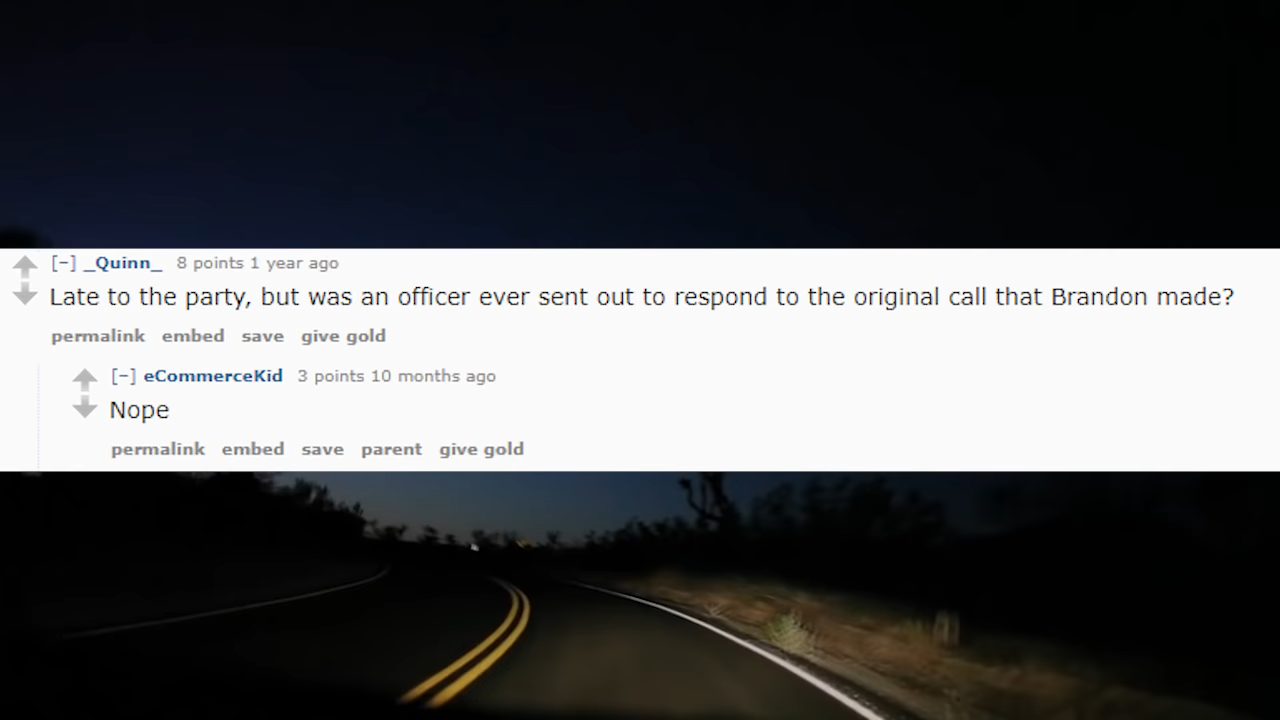 [-] _Quinn_ 8 points 1 year ago
Late to the party, but was an officer ever sent out to respond to the original call that Brandon made?
permalink embed save give gold
[-] eCommerceKid 3 points 10 months ago
Nope
permalink embed save parent give gold